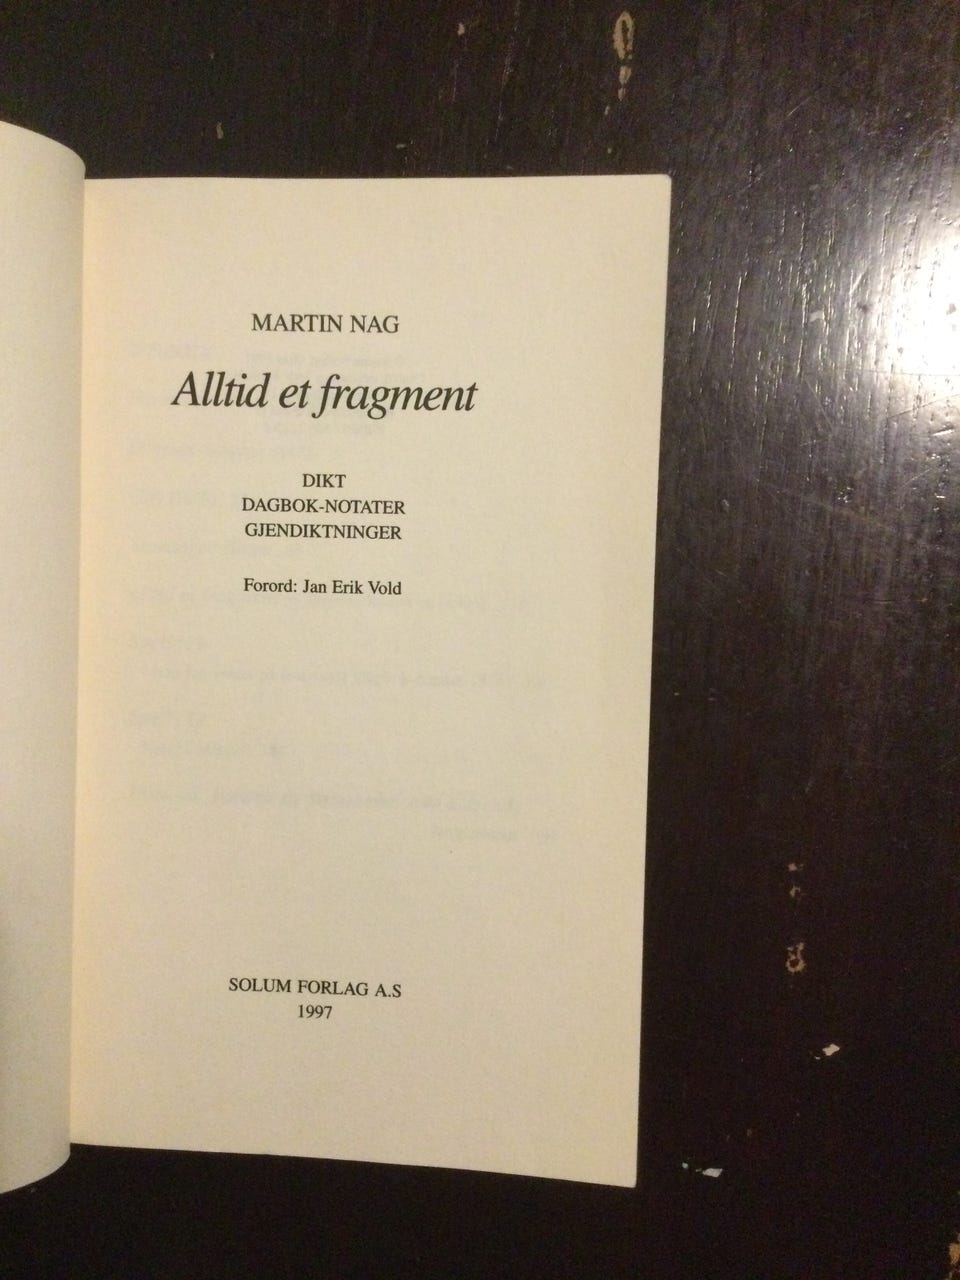 MARTIN NAG
Alltid et fragment
DIKT
DAGBOK-NOTATER
GJENDIKTNINGER
Forord: Jan Erik Vold
SOLUM FORLAG A.S
1997